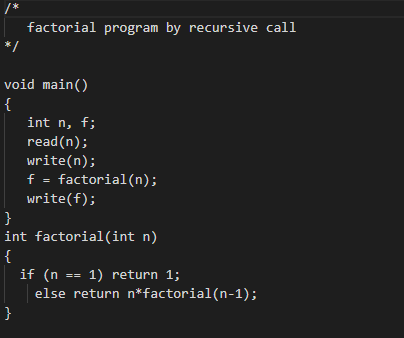 /*
   factorial program by recursive call
*/

void main()
{
   int n, f;
   read(n);
   write(n);
   f = factorial(n);
   write(f);
}
int factorial(int n)
{
  if (n == 1) return 1;
    else return n*factorial(n-1);
}